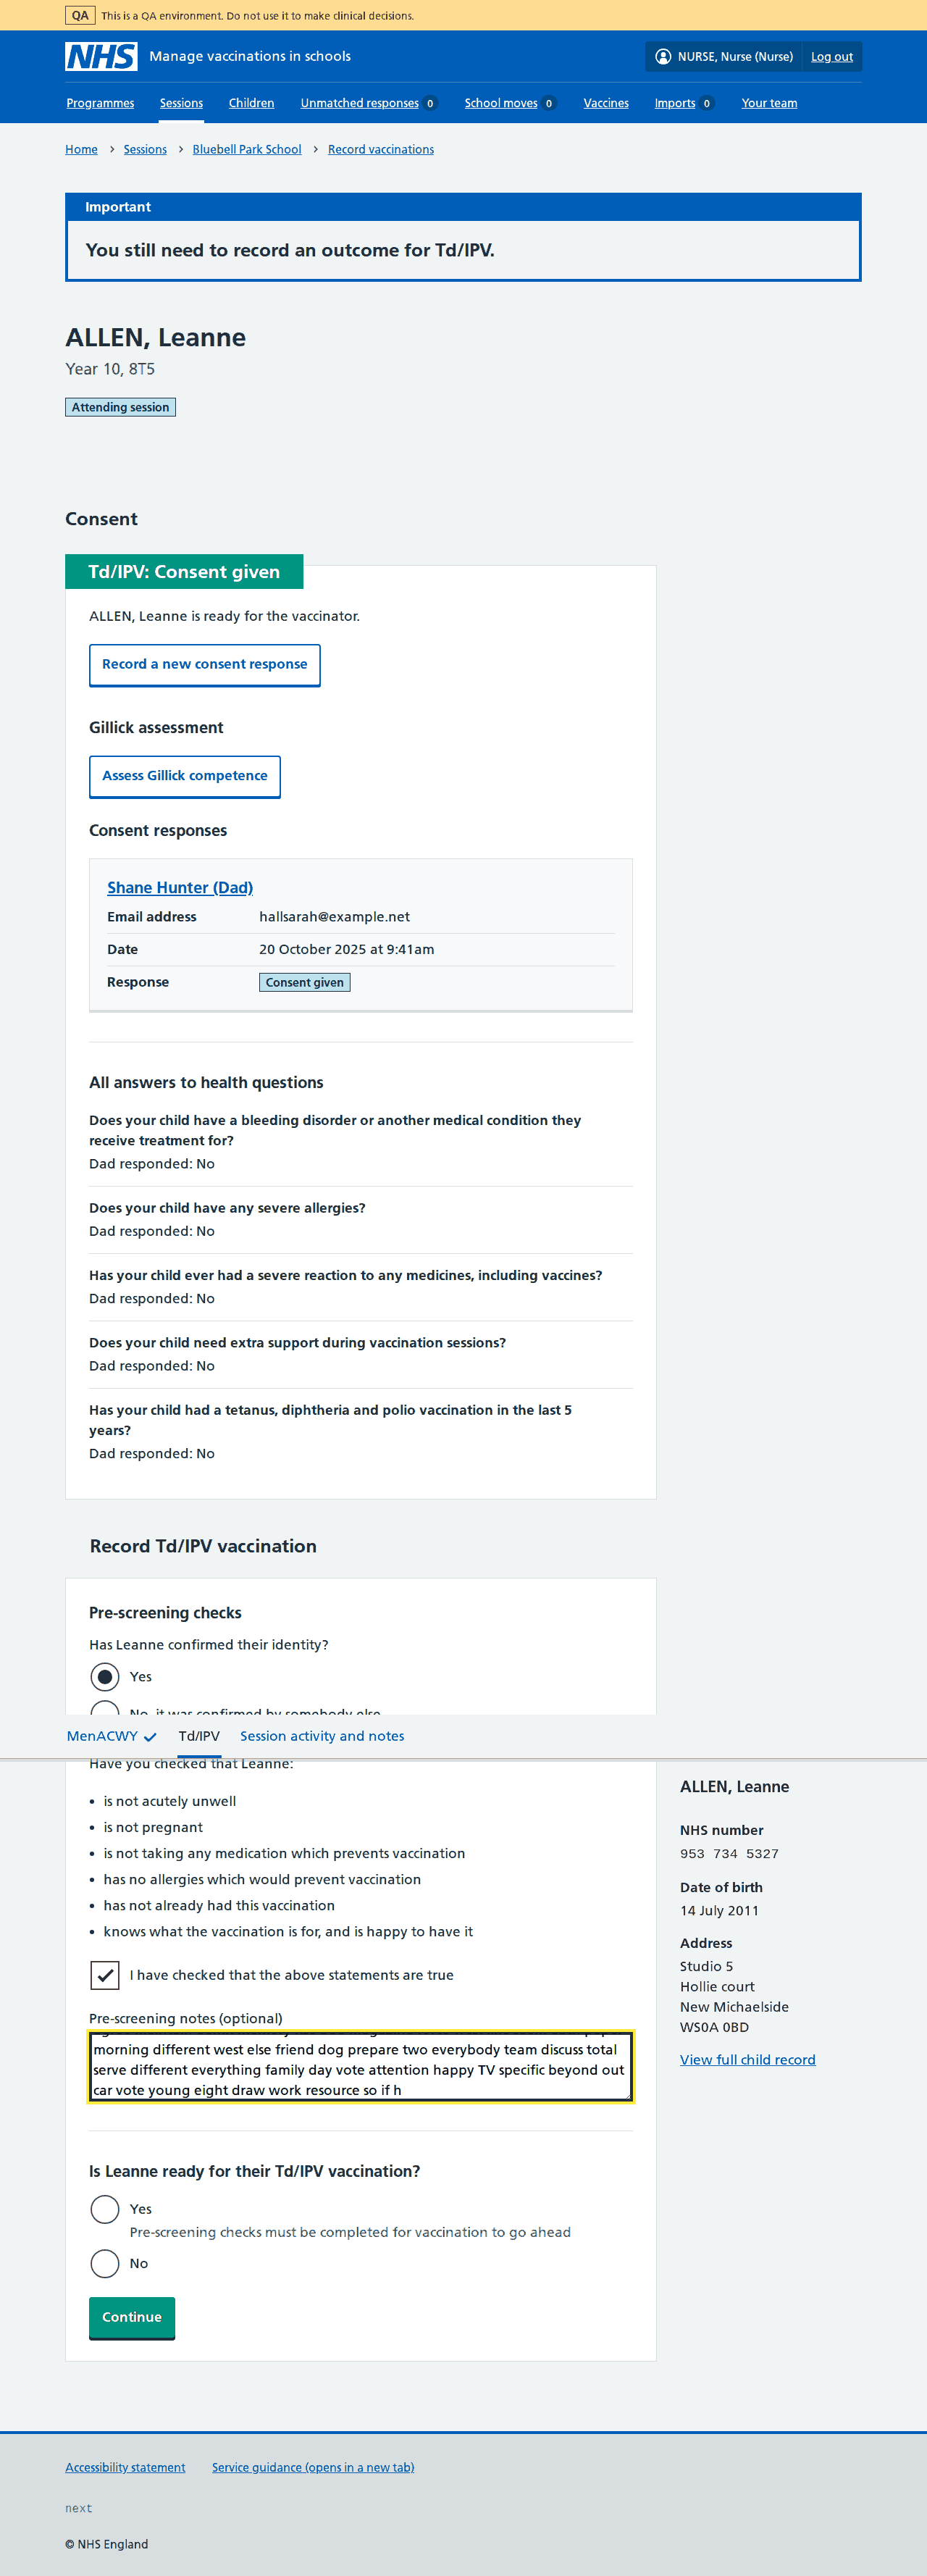 QA This is a QA environment. Do not use it to make clinical decisions.
NHS Manage vaccinations in schools NURSE, Nurse (Nurse) Log out
Programmes Sessions Children Unmatched responses 0 School moves 0 Vaccines Imports 0 Your team
Home Sessions Bluebell Park School Record vaccinations
Important
You still need to record an outcome for Td/IPV.
ALLEN, Leanne
Year 10, 8T5
Attending session
Consent
Td/IPV: Consent given
ALLEN, Leanne is ready for the vaccinator.
Record a new consent response
Gillick assessment
Assess Gillick competence
Consent responses
Shane Hunter (Dad)
Email address hallsarah@example.net
Date 20 October 2025 at 9:41am
Response Consent given
All answers to health questions
Does your child have a bleeding disorder or another medical condition they
receive treatment for?
Dad responded: No
Does your child have any severe allergies?
Dad responded: No
Has your child ever had a severe reaction to any medicines, including vaccines?
Dad responded: No
Does your child need extra support during vaccination sessions?
Dad responded: No
Has your child had a tetanus, diphtheria and polio vaccination in the last 5
years?
Dad responded: No
Record Td/IPV vaccination
Pre-screening checks
Has Leanne confirmed their identity?
Yes
No, it was confirmed by somebody else
MenACWY Td/IPV Session activity and notes
Have you checked that Leanne:
is not acutely unwell
is not pregnant
is not taking any medication which prevents vaccination
has no allergies which would prevent vaccination
has not already had this vaccination
knows what the vaccination is for, and is happy to have it
I have checked that the above statements are true
Pre-screening notes (optional)
morning different west else friend dog prepare two everybody team discuss total
serve different everything family day vote attention happy TV specific beyond out
car vote young eight draw work resource so if h
Is Leanne ready for their Td/IPV vaccination?
Yes
Pre-screening checks must be completed for vaccination to go ahead
No
Continue
ALLEN, Leanne
NHS number
953 734 5327
Date of birth
14 July 2011
Address
Studio 5
Hollie court
New Michaelside
WS0A 0BD
View full child record
Accessibility statement Service guidance (opens in a new tab)
next
© NHS England